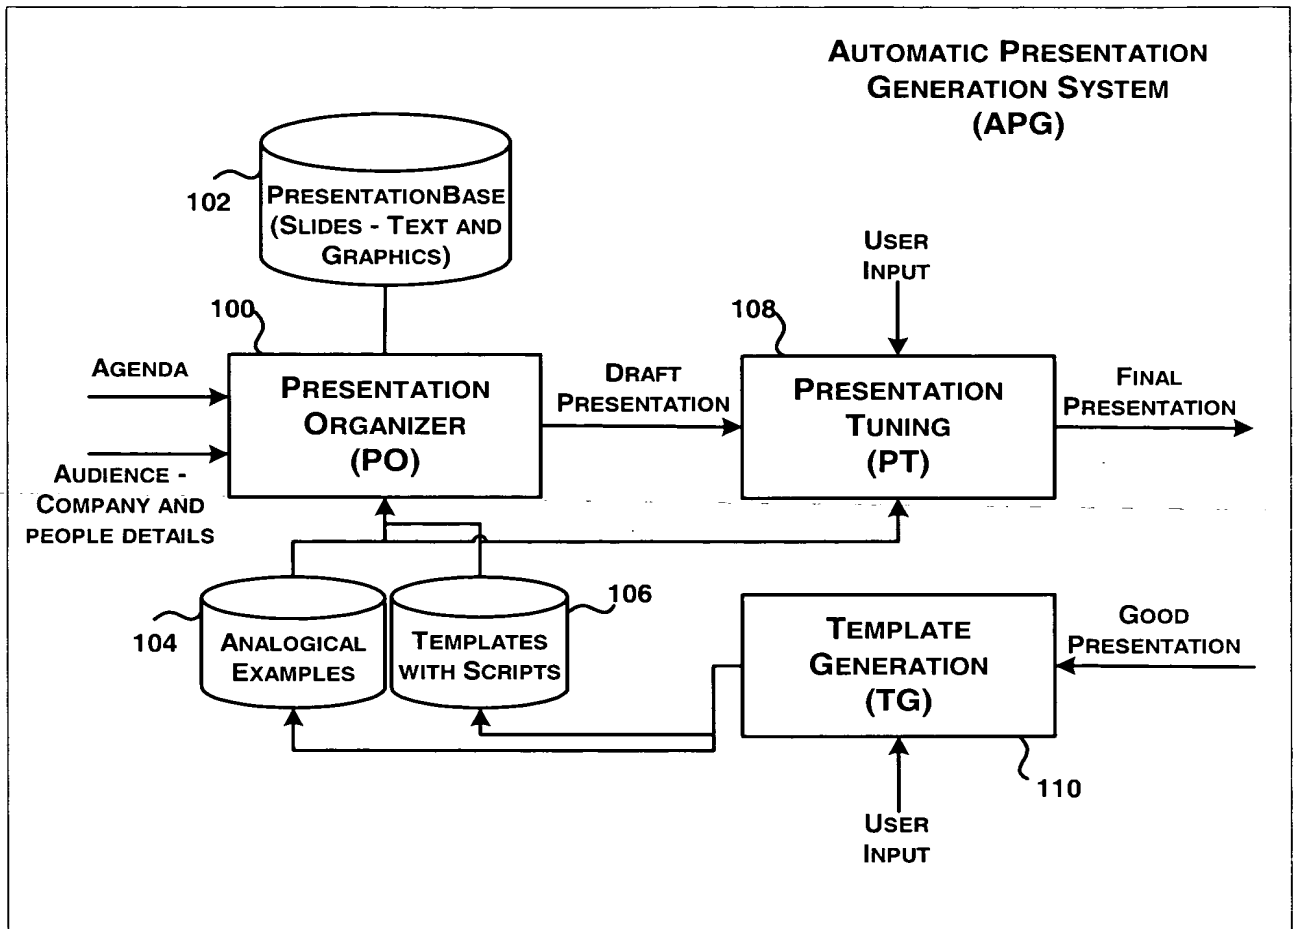 AUTOMATIC PRESENTATION
GENERATION SYSTEM
(APG)
102
PRESENTATIONBASE
(SLIDES - TEXT AND
GRAPHICS)
USER
INPUT
100
108
AGENDA
PRESENTATION
ORGANIZER
(PO)
DRAFT
PRESENTATION
PRESENTATION
TUNING
(PT)
FINAL
PRESENTATION
AUDIENCE -
COMPANY AND
PEOPLE DETAILS
104
ANALOGICAL
EXAMPLES
106
TEMPLATES
WITH SCRIPTS
TEMPLATE
GENERATION
(TG)
GOOD
PRESENTATION
110
USER
INPUT